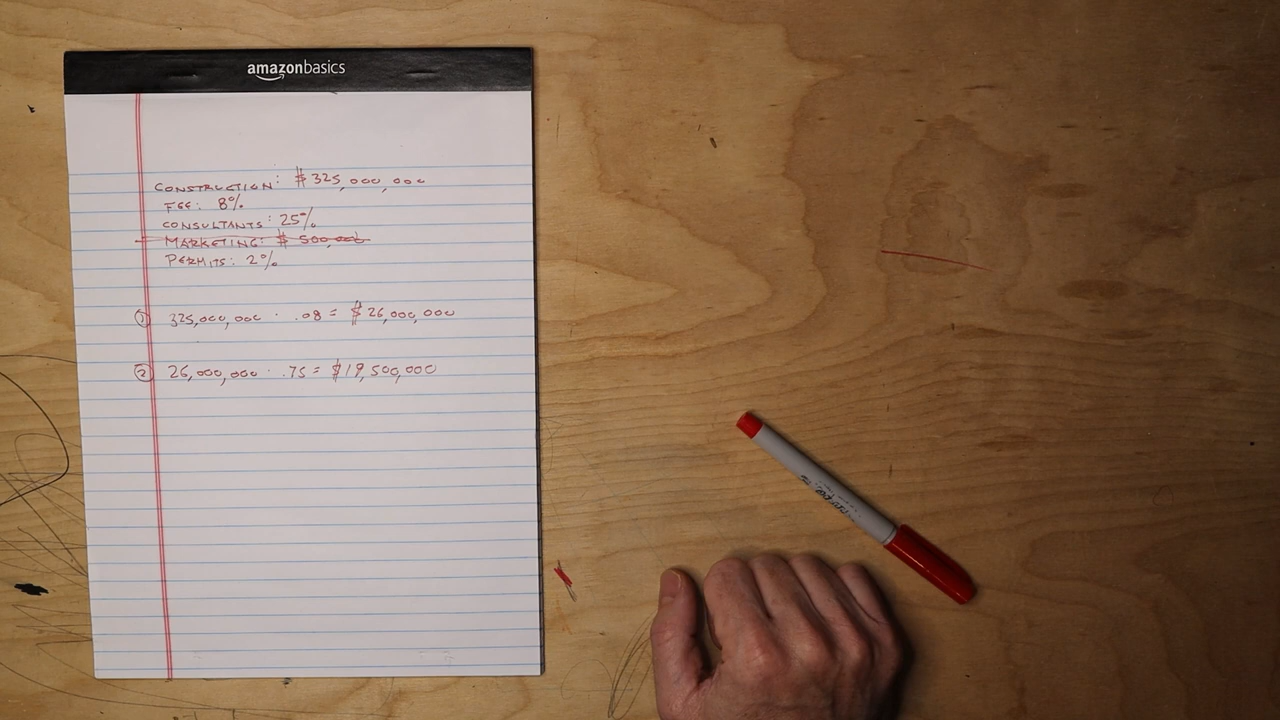 amazonbasics
CONSTRUCTION: $325,000,000
FEE: 8%
CONSULTANTS: 25%
MARKETING: $ 500,000
PERMITS: 2%
① 325,000,000 · .08 = $26,000,000
② 26,000,000 · .75 = $19,500,000